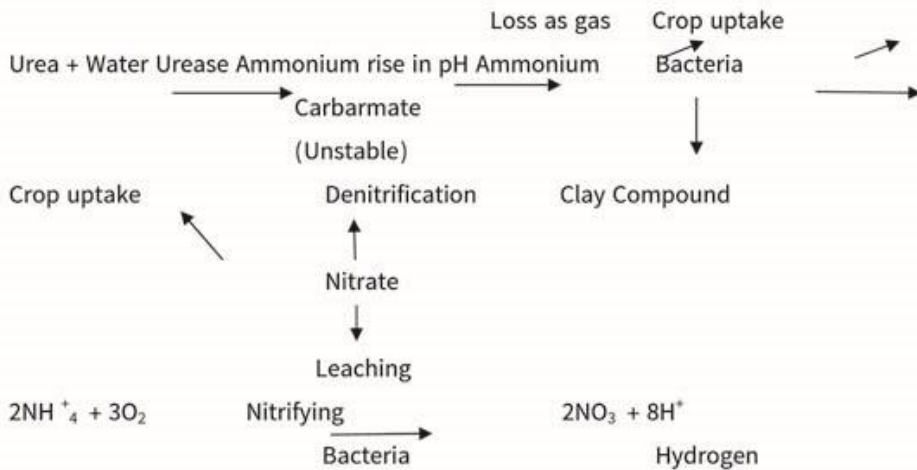 Loss as gas Crop uptake
Urea + Water Urease Ammonium rise in pH Ammonium Bacteria
Carbarmate
(Unstable)
Crop uptake Denitrification Clay Compound
Nitrate
Leaching
2NH⁺₄ + 3O₂ Nitrifying 2NO₃ + 8H⁺
Bacteria Hydrogen